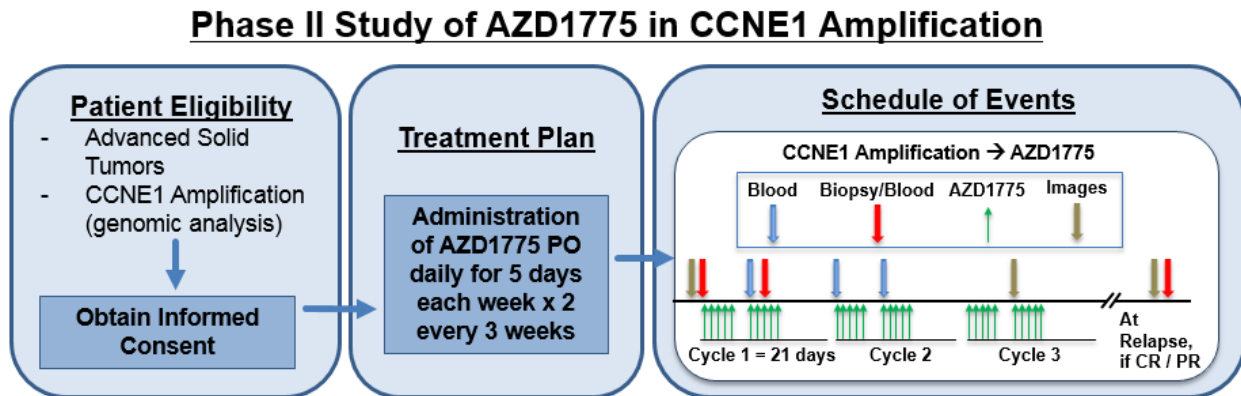 Phase II Study of AZD1775 in CCNE1 Amplification
Patient Eligibility
- Advanced Solid
Tumors
- CCNE1 Amplification
(genomic analysis)
Obtain Informed
Consent
Treatment Plan
Administration
of AZD1775 PO
daily for 5 days
each week x 2
every 3 weeks
Schedule of Events
CCNE1 Amplification → AZD1775
Blood Biopsy/Blood AZD1775 Images
Cycle 1 = 21 days Cycle 2 Cycle 3
At
Relapse,
if CR / PR